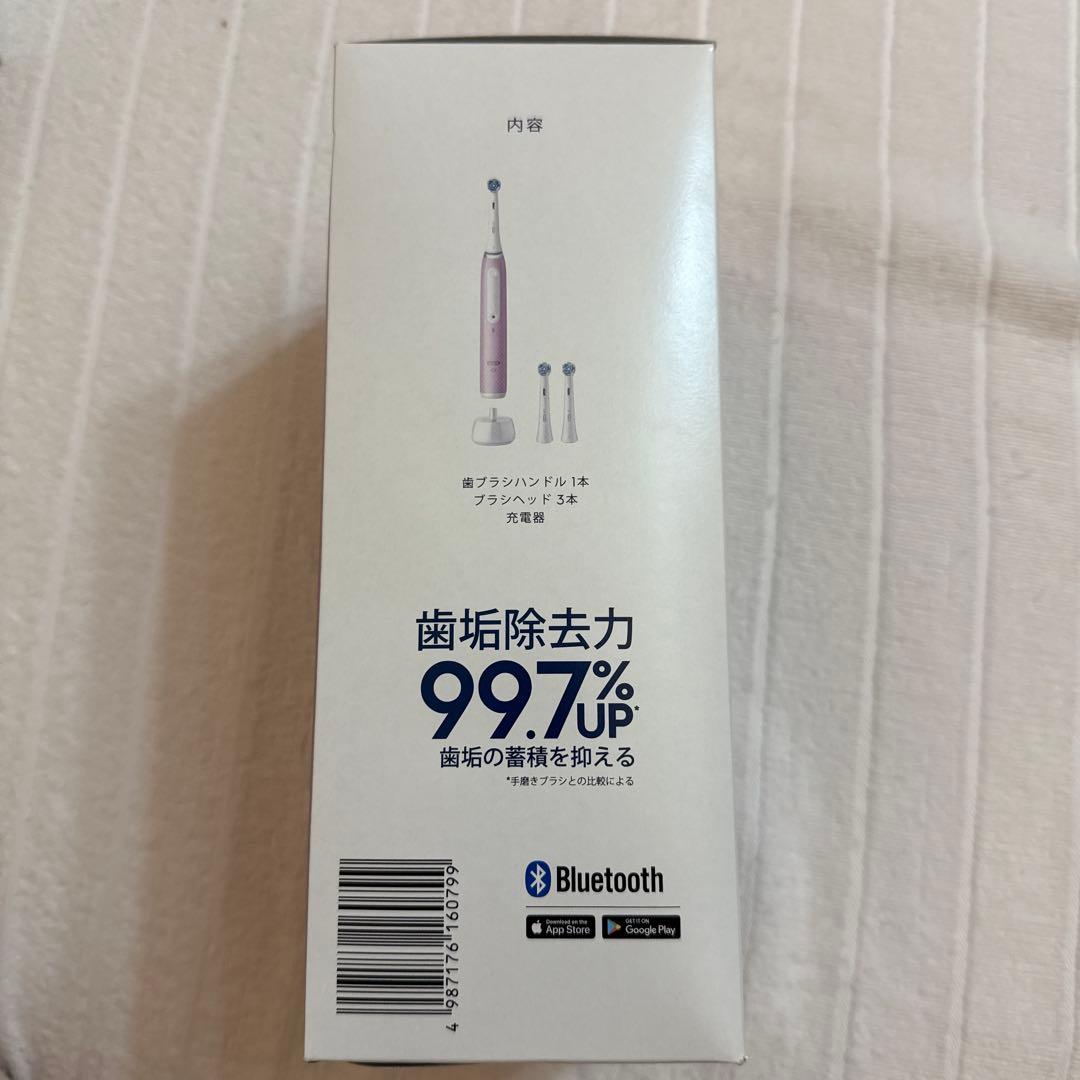 内容
歯ブラシハンドル 1本
ブラシヘッド 3本
充電器
歯垢除去力
99.7%UP*
歯垢の蓄積を抑える
*手磨きブラシとの比較による
Bluetooth
Download on the
App Store
GET IT ON
Google Play
4 987176 160799